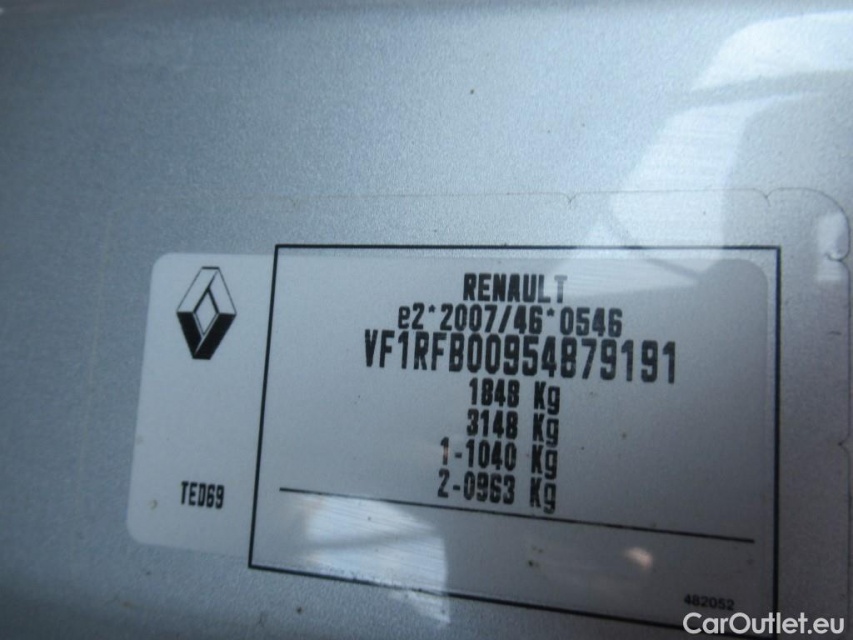 RENAULT
e2*2007/46*0546
VF1RFB00954879191
1848 Kg
3148 Kg
1-1040 Kg
2-0963 Kg
TED69
482052
CarOutlet.eu